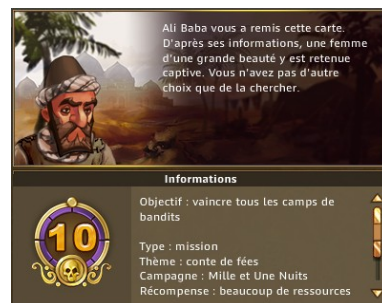 Ali Baba vous a remis cette carte.
D'après ses informations, une femme
d'une grande beauté y est retenue
captive. Vous n'avez pas d'autre
choix que de la chercher.
Informations
10
Objectif : vaincre tous les camps de
bandits
Type : mission
Thème : conte de fées
Campagne : Mille et Une Nuits
Récompense : beaucoup de ressources